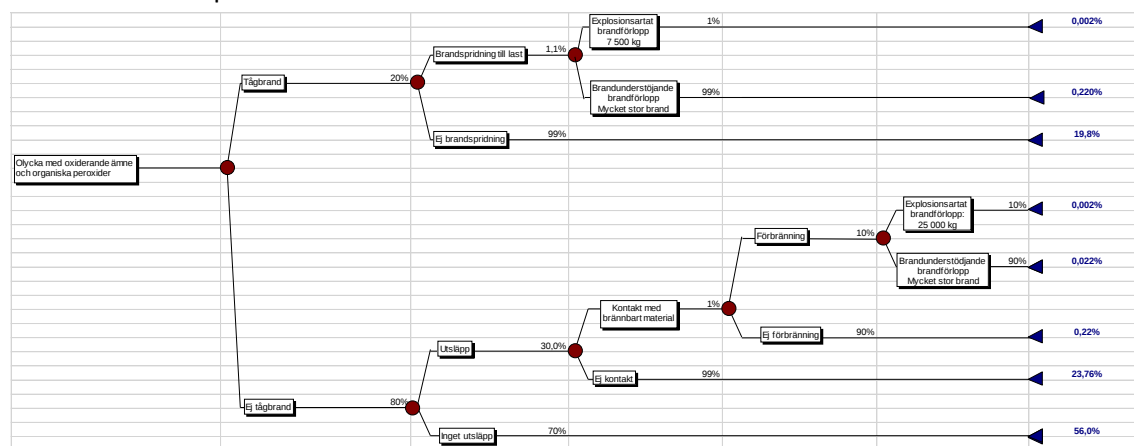 Explosionsartat
brandförlopp
7 500 kg
1%
0,002%
Brandspridning till last
1,1%
Tågbrand
20%
Brandunderstöjande
brandförlopp
Mycket stor brand
99%
0,220%
Ej brandspridning
99%
19,8%
Olycka med oxiderande ämne
och organiska peroxider
Explosionsartat
brandförlopp:
25 000 kg
10%
0,002%
Förbränning
10%
Brandunderstödjande
brandförlopp
Mycket stor brand
90%
0,022%
Kontakt med
brännbart material
1%
Ej förbränning
90%
0,22%
Utsläpp
30,0%
Ej kontakt
99%
23,76%
Ej tågbrand
80%
Inget utsläpp
70%
56,0%